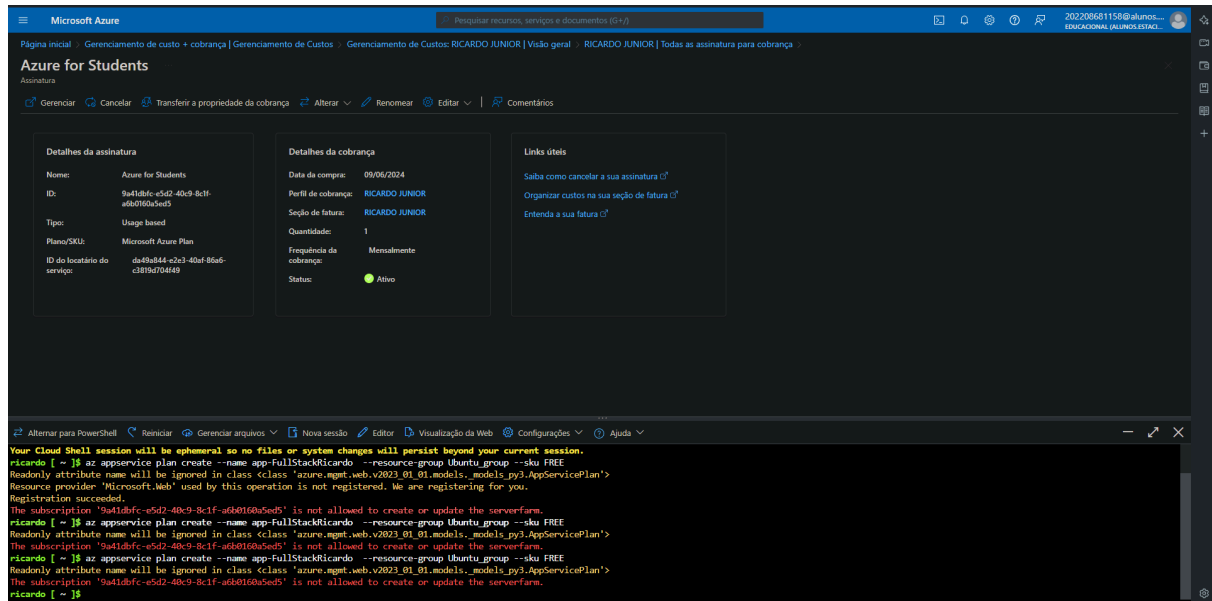 Microsoft Azure
Pesquisar recursos, serviços e documentos (G+/)
202208681158@alunos....
EDUCACIONAL (ALUNOS.ESTACI...
Página inicial > Gerenciamento de custo + cobrança | Gerenciamento de Custos > Gerenciamento de Custos: RICARDO JUNIOR | Visão geral > RICARDO JUNIOR | Todas as assinatura para cobrança >
Azure for Students
Assinatura
Gerenciar Cancelar Transferir a propriedade da cobrança Alterar Renomear Editar Comentários
Detalhes da assinatura
Nome: Azure for Students
ID: 9a41dbfc-e5d2-40c9-8c1f-
a6b0160a5ed5
Tipo: Usage based
Plano/SKU: Microsoft Azure Plan
ID do locatário do da49a844-e2e3-40af-86a6-
serviço: c3819d704f49
Detalhes da cobrança
Data da compra: 09/06/2024
Perfil de cobrança: RICARDO JUNIOR
Seção de fatura: RICARDO JUNIOR
Quantidade: 1
Frequência da Mensalmente
cobrança:
Status: Ativo
Links úteis
Saiba como cancelar a sua assinatura
Organizar custos na sua seção de fatura
Entenda a sua fatura
Alternar para PowerShell Reiniciar Gerenciar arquivos Nova sessão Editor Visualização da Web Configurações Ajuda
Your Cloud Shell session will be ephemeral so no files or system changes will persist beyond your current session.
ricardo [ ~ ]$ az appservice plan create --name app-FullStackRicardo --resource-group Ubuntu_group --sku FREE
Readonly attribute name will be ignored in class <class 'azure.mgmt.web.v2023_01_01.models._models_py3.AppServicePlan'>
Resource provider 'Microsoft.Web' used by this operation is not registered. We are registering for you.
Registration succeeded.
The subscription '9a41dbfc-e5d2-40c9-8c1f-a6b0160a5ed5' is not allowed to create or update the serverfarm.
ricardo [ ~ ]$ az appservice plan create --name app-FullStackRicardo --resource-group Ubuntu_group --sku FREE
Readonly attribute name will be ignored in class <class 'azure.mgmt.web.v2023_01_01.models._models_py3.AppServicePlan'>
The subscription '9a41dbfc-e5d2-40c9-8c1f-a6b0160a5ed5' is not allowed to create or update the serverfarm.
ricardo [ ~ ]$ az appservice plan create --name app-FullStackRicardo --resource-group Ubuntu_group --sku FREE
Readonly attribute name will be ignored in class <class 'azure.mgmt.web.v2023_01_01.models._models_py3.AppServicePlan'>
The subscription '9a41dbfc-e5d2-40c9-8c1f-a6b0160a5ed5' is not allowed to create or update the serverfarm.
ricardo [ ~ ]$